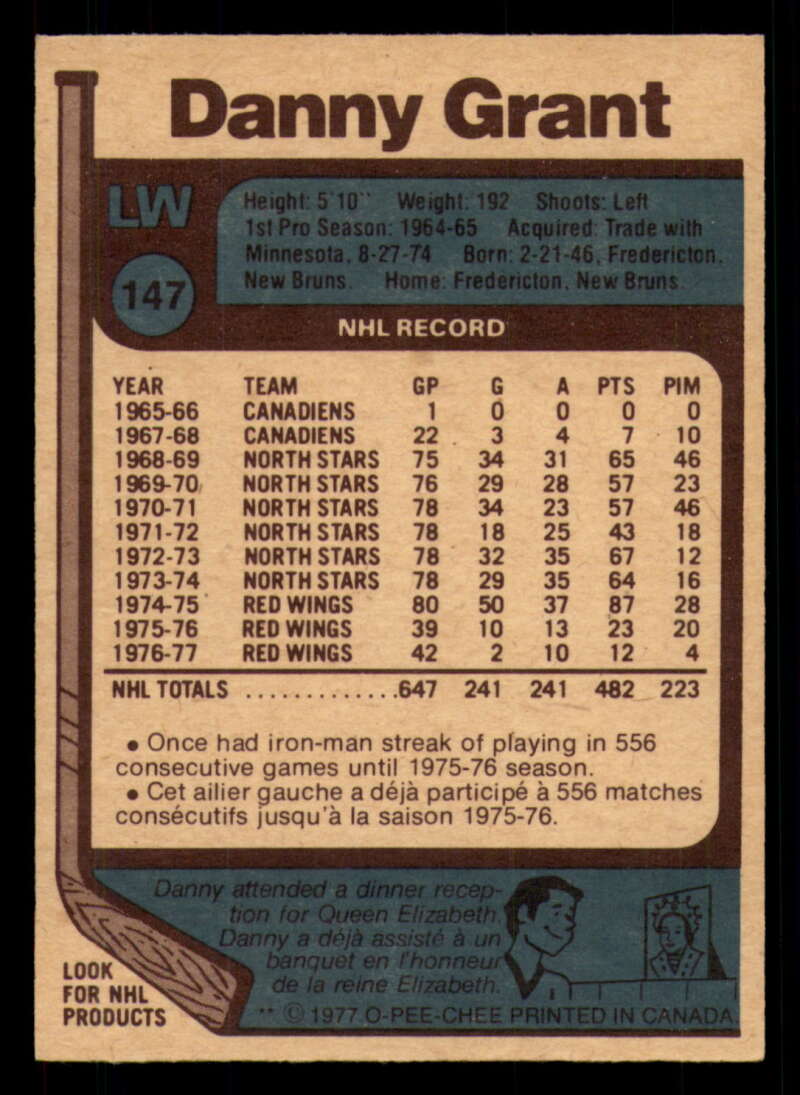 Danny Grant
LW
Height: 5'10" Weight: 192 Shoots: Left
1st Pro Season: 1964-65 Acquired: Trade with
Minnesota, 8-27-74 Born: 2-21-46, Fredericton,
New Bruns. Home: Fredericton, New Bruns.
147
NHL RECORD
YEAR TEAM GP G A PTS PIM
1965-66 CANADIENS 1 0 0 0 0
1967-68 CANADIENS 22 3 4 7 10
1968-69 NORTH STARS 75 34 31 65 46
1969-70 NORTH STARS 76 29 28 57 23
1970-71 NORTH STARS 78 34 23 57 46
1971-72 NORTH STARS 78 18 25 43 18
1972-73 NORTH STARS 78 32 35 67 12
1973-74 NORTH STARS 78 29 35 64 16
1974-75 RED WINGS 80 50 37 87 28
1975-76 RED WINGS 39 10 13 23 20
1976-77 RED WINGS 42 2 10 12 4
NHL TOTALS .............647 241 241 482 223
• Once had iron-man streak of playing in 556
consecutive games until 1975-76 season.
• Cet ailier gauche a déjà participé à 556 matches
consécutifs jusqu'à la saison 1975-76.
Danny attended a dinner recep-
tion for Queen Elizabeth.
Danny a déjà assisté à un
banquet en l'honneur
de la reine Elizabeth.
LOOK
FOR NHL
PRODUCTS
** © 1977 O-PEE-CHEE PRINTED IN CANADA.